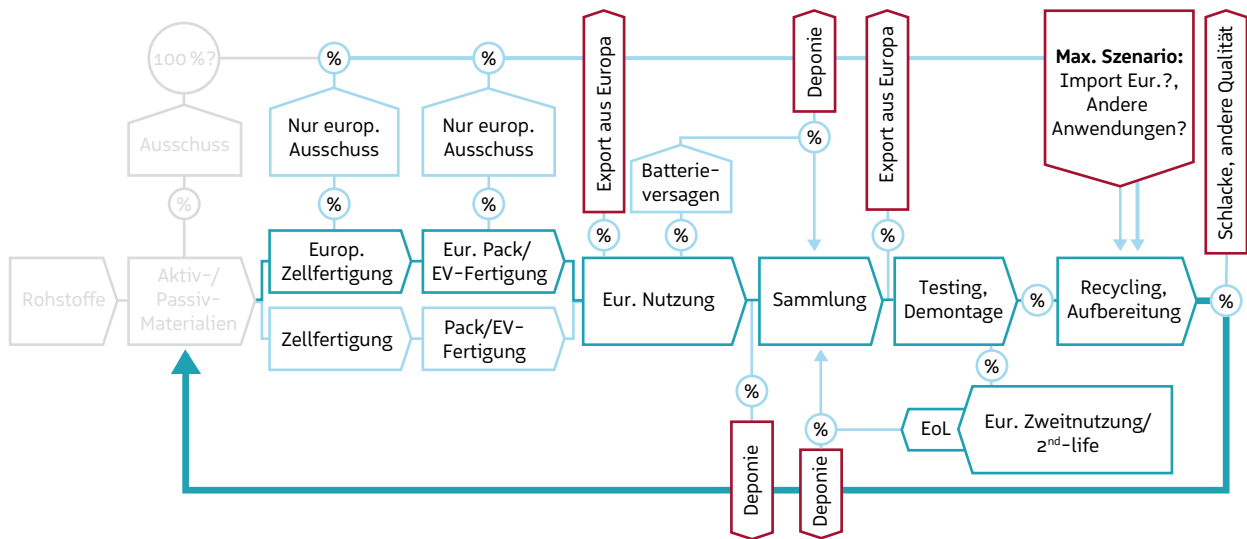 100 %?
%
%
Ausschuss
Nur europ.
Ausschuss
Nur europ.
Ausschuss
Export aus Europa
Batterie-
versagen
Deponie
%
Export aus Europa
Max. Szenario:
Import Eur.?,
Andere
Anwendungen?
Schlacke, andere Qualität
%
%
%
%
%
Rohstoffe
Aktiv-/
Passiv-
Materialien
Europ.
Zellfertigung
Eur. Pack/
EV-Fertigung
Zellfertigung
Pack/EV-
Fertigung
Eur. Nutzung
Sammlung
%
Testing,
Demontage
%
Recycling,
Aufbereitung
%
%
%
%
Deponie
Deponie
EoL
Eur. Zweitnutzung/
2nd-life